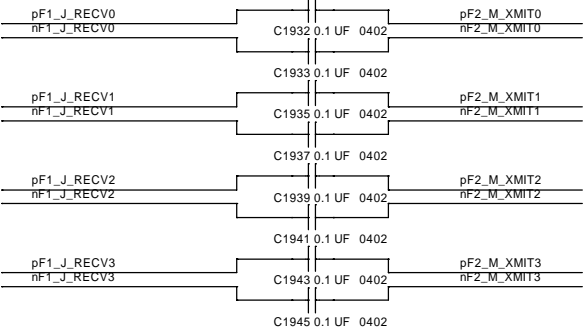 pF1_J_RECV0 pF2_M_XMIT0
nF1_J_RECV0 C1932 0.1 UF 0402 nF2_M_XMIT0
C1933 0.1 UF 0402
pF1_J_RECV1 pF2_M_XMIT1
nF1_J_RECV1 C1935 0.1 UF 0402 nF2_M_XMIT1
C1937 0.1 UF 0402
pF1_J_RECV2 pF2_M_XMIT2
nF1_J_RECV2 C1939 0.1 UF 0402 nF2_M_XMIT2
C1941 0.1 UF 0402
pF1_J_RECV3 pF2_M_XMIT3
nF1_J_RECV3 C1943 0.1 UF 0402 nF2_M_XMIT3
C1945 0.1 UF 0402